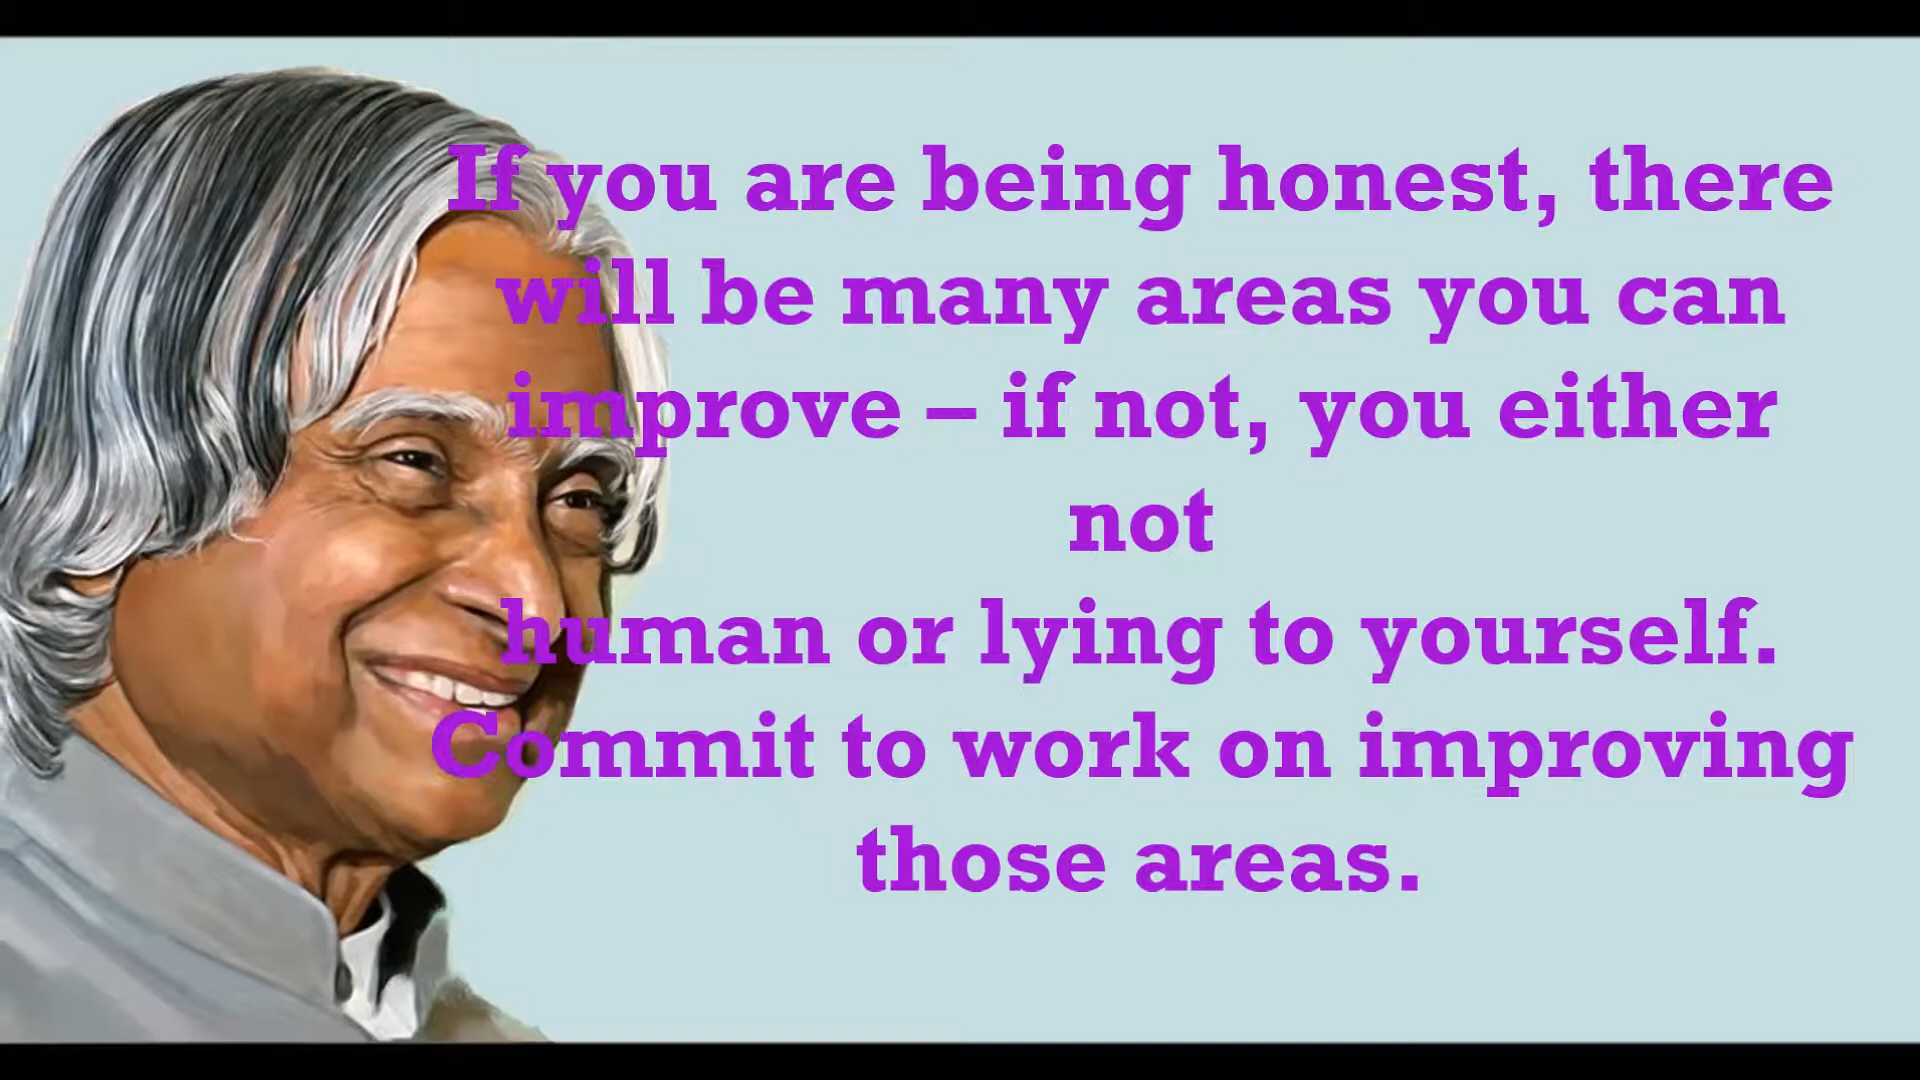 If you are being honest, there
will be many areas you can
improve – if not, you either
not
human or lying to yourself.
Commit to work on improving
those areas.